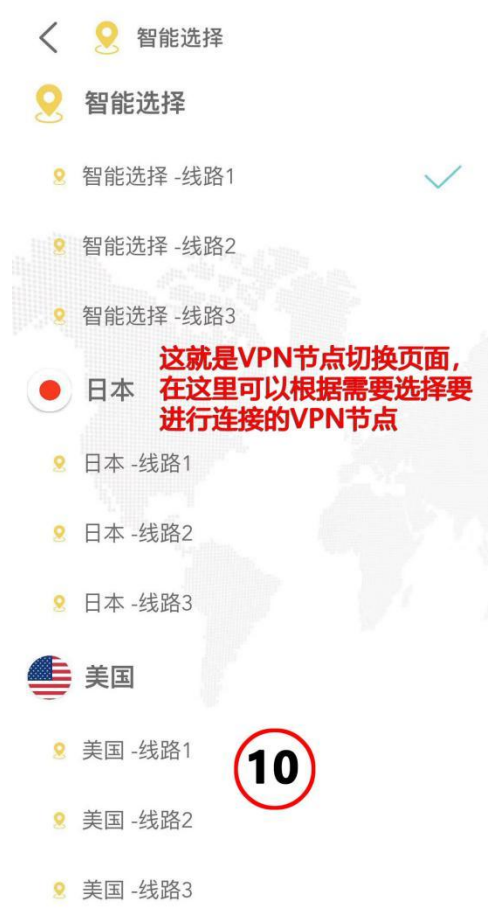 智能选择
智能选择
智能选择 -线路1
智能选择 -线路2
智能选择 -线路3
这就是VPN节点切换页面，
在这里可以根据需要选择要
进行连接的VPN节点
日本
日本 -线路1
日本 -线路2
日本 -线路3
美国
美国 -线路1
10
美国 -线路2
美国 -线路3